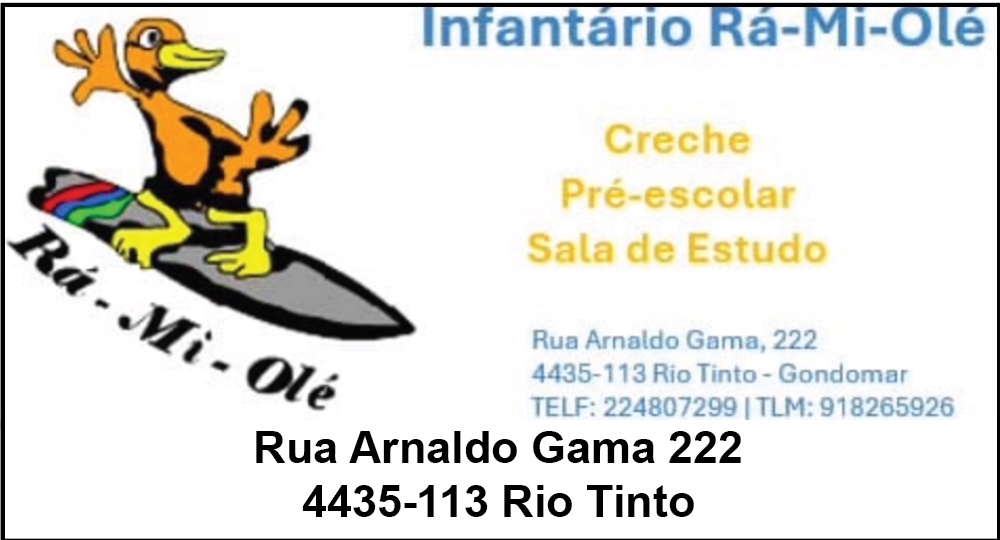 Infantário Rá-Mi-Olé
Creche
Pré-escolar
Sala de Estudo
Rá - Mi - Olé
Rua Arnaldo Gama, 222
4435-113 Rio Tinto - Gondomar
TELF: 224807299 | TLM: 918265926
Rua Arnaldo Gama 222
4435-113 Rio Tinto